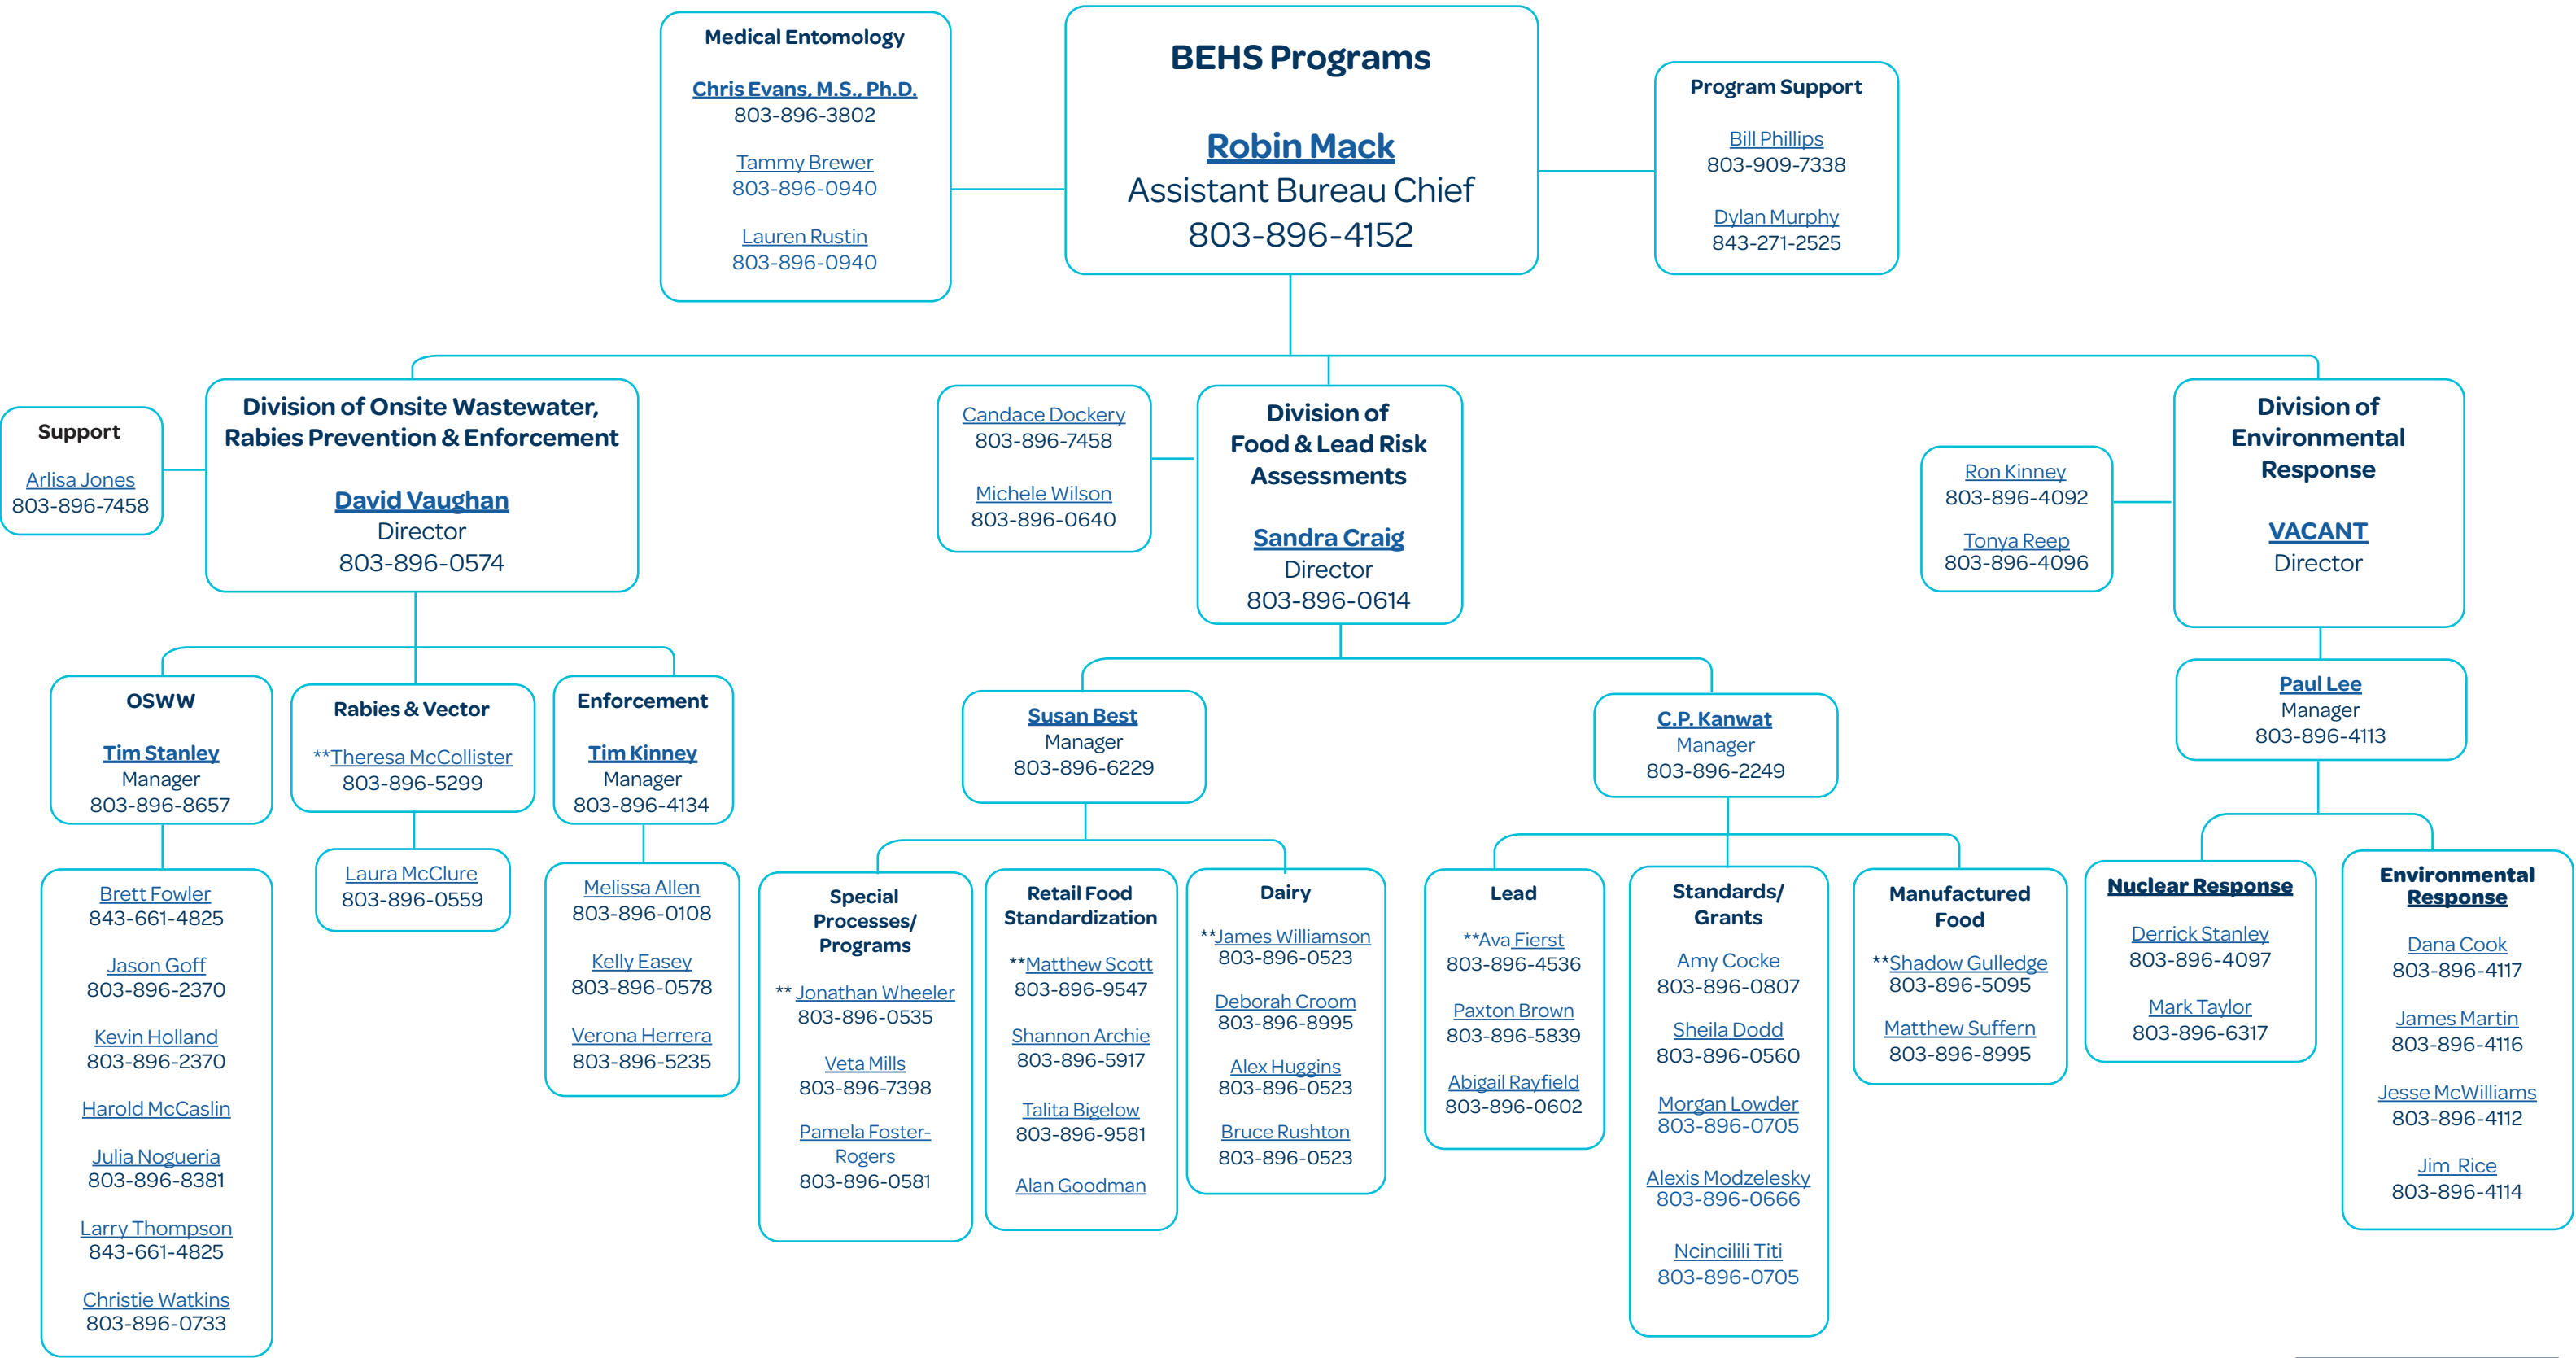 Medical Entomology
Chris Evans, M.S., Ph.D.
803-896-3802
Tammy Brewer
803-896-0940
Lauren Rustin
803-896-0940
BEHS Programs
Robin Mack
Assistant Bureau Chief
803-896-4152
Program Support
Bill Phillips
803-909-7338
Dylan Murphy
843-271-2525
Support
Arlisa Jones
803-896-7458
Division of Onsite Wastewater,
Rabies Prevention & Enforcement
David Vaughan
Director
803-896-0574
Candace Dockery
803-896-7458
Michele Wilson
803-896-0640
Division of
Food & Lead Risk
Assessments
Sandra Craig
Director
803-896-0614
Ron Kinney
803-896-4092
Tonya Reep
803-896-4096
Division of
Environmental
Response
VACANT
Director
OSWW
Tim Stanley
Manager
803-896-8657
Rabies & Vector
**Theresa McCollister
803-896-5299
Enforcement
Tim Kinney
Manager
803-896-4134
Susan Best
Manager
803-896-6229
C.P. Kanwat
Manager
803-896-2249
Paul Lee
Manager
803-896-4113
Brett Fowler
843-661-4825
Jason Goff
803-896-2370
Kevin Holland
803-896-2370
Harold McCaslin
Julia Nogueria
803-896-8381
Larry Thompson
843-661-4825
Christie Watkins
803-896-0733
Laura McClure
803-896-0559
Melissa Allen
803-896-0108
Kelly Easey
803-896-0578
Verona Herrera
803-896-5235
Special
Processes/
Programs
** Jonathan Wheeler
803-896-0535
Veta Mills
803-896-7398
Pamela Foster-
Rogers
803-896-0581
Retail Food
Standardization
**Matthew Scott
803-896-9547
Shannon Archie
803-896-5917
Talita Bigelow
803-896-9581
Alan Goodman
Dairy
**James Williamson
803-896-0523
Deborah Croom
803-896-8995
Alex Huggins
803-896-0523
Bruce Rushton
803-896-0523
Lead
**Ava Fierst
803-896-4536
Paxton Brown
803-896-5839
Abigail Rayfield
803-896-0602
Standards/
Grants
Amy Cocke
803-896-0807
Sheila Dodd
803-896-0560
Morgan Lowder
803-896-0705
Alexis Modzelesky
803-896-0666
Ncincilili Titi
803-896-0705
Manufactured
Food
**Shadow Gulledge
803-896-5095
Matthew Suffern
803-896-8995
Nuclear Response
Derrick Stanley
803-896-4097
Mark Taylor
803-896-6317
Environmental
Response
Dana Cook
803-896-4117
James Martin
803-896-4116
Jesse McWilliams
803-896-4112
Jim Rice
803-896-4114